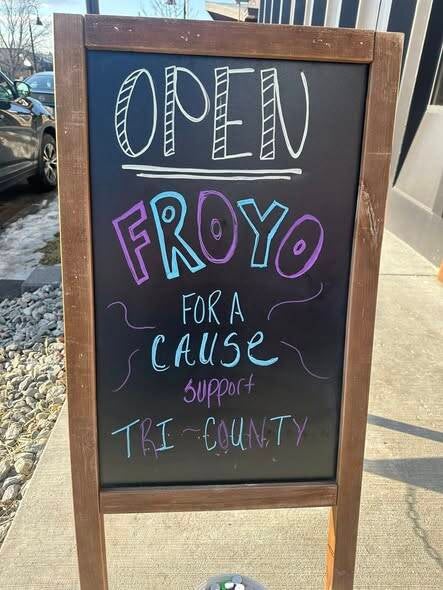 OPEN
FROYO
FOR A
CAUSE
support
TRI-COUNTY